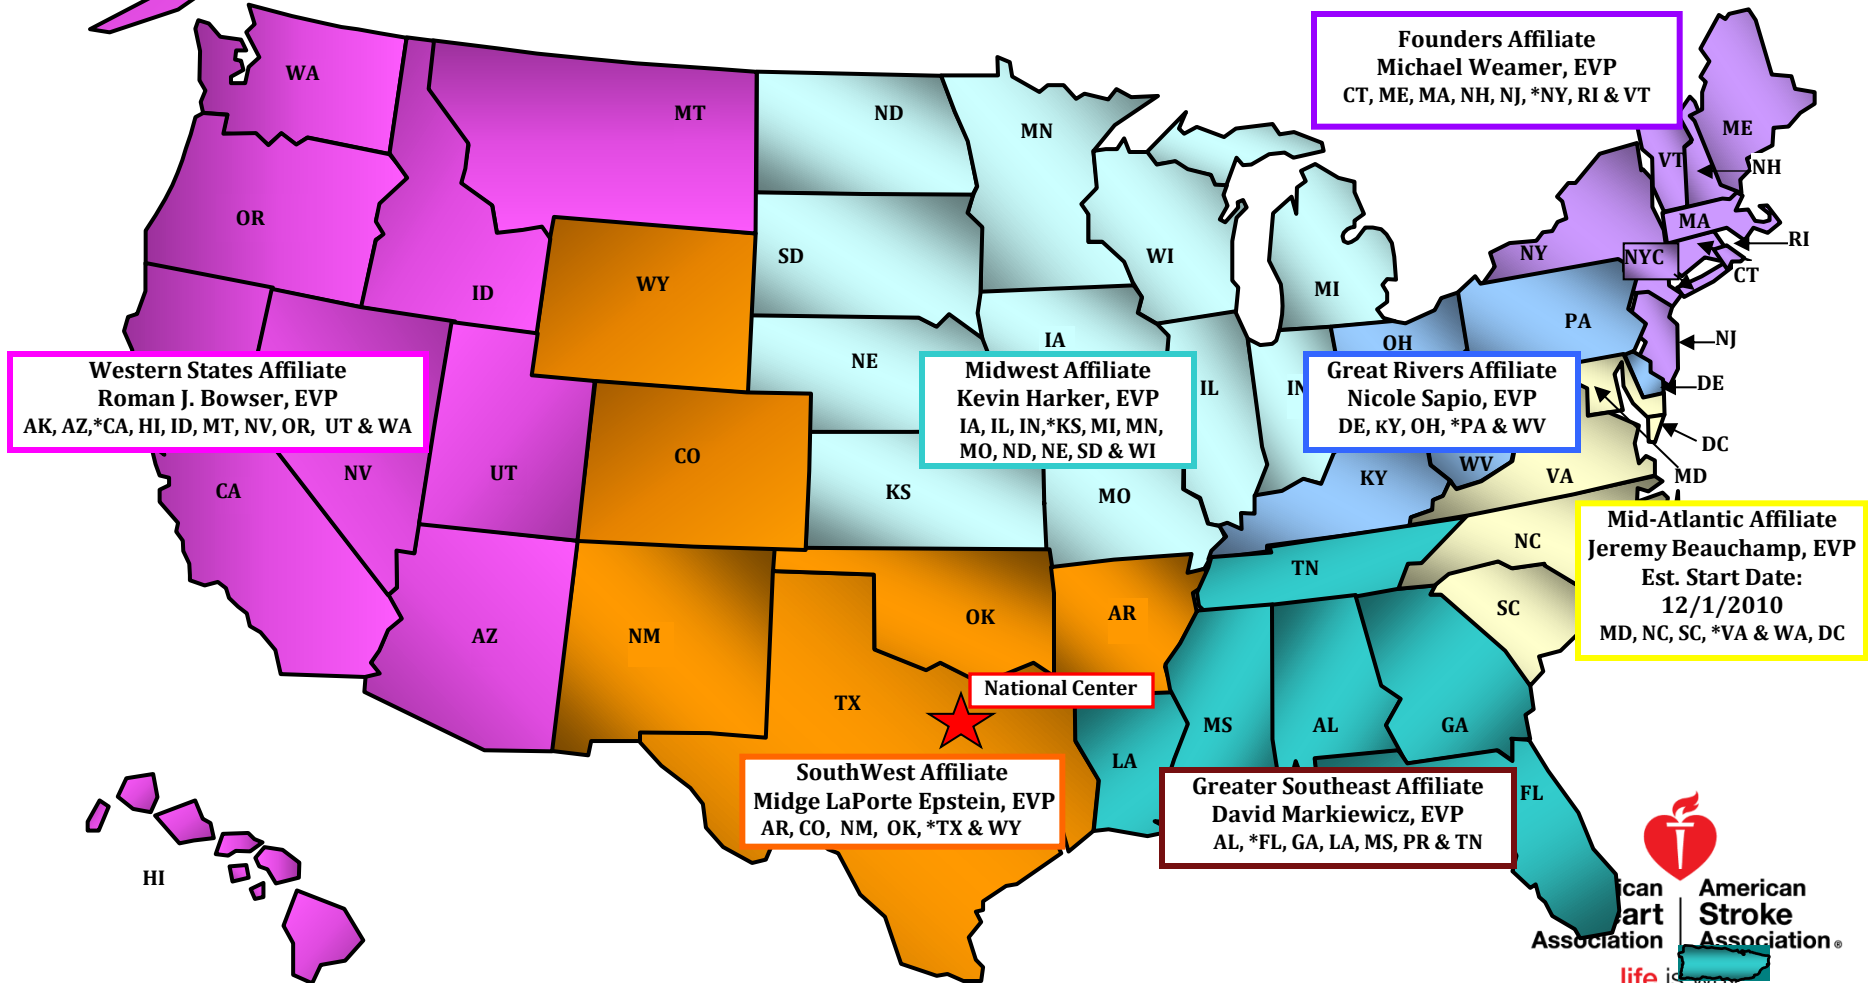 Founders Affiliate
Michael Weamer, EVP
CT, ME, MA, NH, NJ, *NY, RI & VT
WA
MT
ND
MN
ME
VT
NH
OR
MA
RI
SD
WI
NY
NYC
CT
ID
WY
MI
PA
IA
OH
NJ
NE
Western States Affiliate
Roman J. Bowser, EVP
AK, AZ,*CA, HI, ID, MT, NV, OR, UT & WA
Midwest Affiliate
Kevin Harker, EVP
IA, IL, IN,*KS, MI, MN,
MO, ND, NE, SD & WI
IL
IN
Great Rivers Affiliate
Nicole Sapio, EVP
DE, KY, OH, *PA & WV
DE
DC
CO
NV
UT
CA
KS
MO
KY
WV
VA
MD
Mid-Atlantic Affiliate
Jeremy Beauchamp, EVP
Est. Start Date:
12/1/2010
MD, NC, SC, *VA & WA, DC
NC
TN
SC
AZ
NM
OK
AR
National Center
TX
MS
AL
GA
LA
SouthWest Affiliate
Midge LaPorte Epstein, EVP
AR, CO, NM, OK, *TX & WY
Greater Southeast Affiliate
David Markiewicz, EVP
AL, *FL, GA, LA, MS, PR & TN
FL
HI
ican
art
Association
American
Stroke
Association®
life is